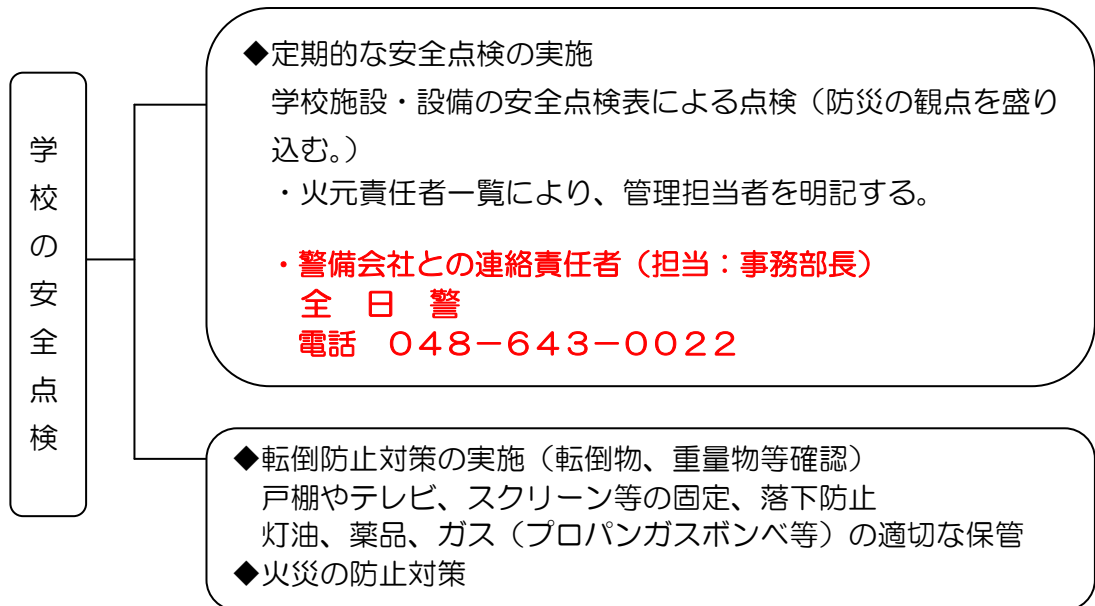 学校の安全点検
◆定期的な安全点検の実施
学校施設・設備の安全点検表による点検（防災の観点を盛り
込む。）
・火元責任者一覧により、管理担当者を明記する。
・警備会社との連絡責任者（担当：事務部長）
全　日　警
電話　０４８－６４３－００２２
◆転倒防止対策の実施（転倒物、重量物等確認）
戸棚やテレビ、スクリーン等の固定、落下防止
灯油、薬品、ガス（プロパンガスボンベ等）の適切な保管
◆火災の防止対策